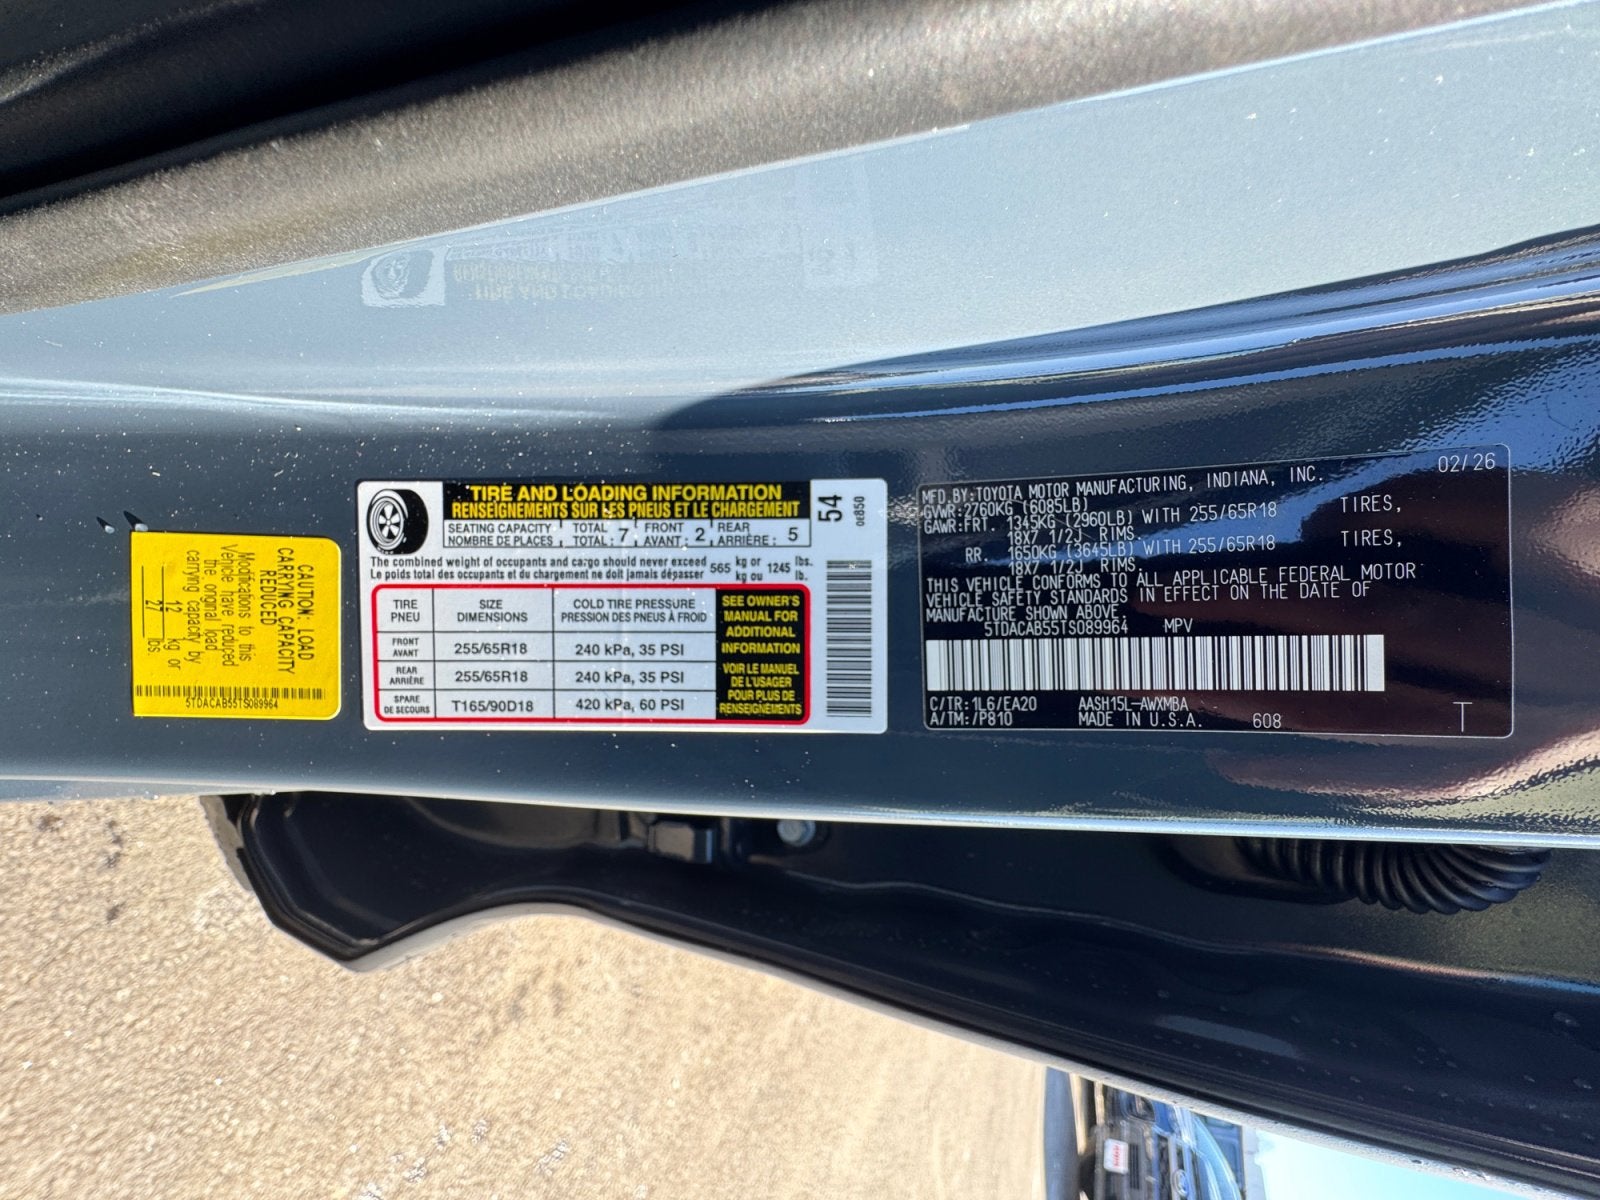 CAUTION: LOAD
CARRYING CAPACITY
REDUCED
Modifications to this
Vehicle have reduced
the original load
carrying capacity by
12 kg or
27 lbs
5TDACAB55TS089964
TIRE AND LOADING INFORMATION
RENSEIGNEMENTS SUR LES PNEUS ET LE CHARGEMENT
SEATING CAPACITY TOTAL FRONT REAR
NOMBRE DE PLACES TOTAL : 7 AVANT : 2 ARRIÈRE : 5
The combined weight of occupants and cargo should never exceed 565 kg or 1245 lbs.
Le poids total des occupants et du chargement ne doit jamais dépasser kg ou lb.
TIRE SIZE COLD TIRE PRESSURE
PNEU DIMENSIONS PRESSION DES PNEUS À FROID
FRONT
AVANT 255/65R18 240 kPa, 35 PSI
REAR
ARRIÈRE 255/65R18 240 kPa, 35 PSI
SPARE
DE SECOURS T165/90D18 420 kPa, 60 PSI
SEE OWNER'S
MANUAL FOR
ADDITIONAL
INFORMATION
VOIR LE MANUEL
DE L'USAGER
POUR PLUS DE
RENSEIGNEMENTS
54
0E850
02/26
MFD.BY:TOYOTA MOTOR MANUFACTURING, INDIANA, INC.
GVWR:2760KG (6085LB)
GAWR:FRT. 1345KG (2960LB) WITH 255/65R18 TIRES,
18X7 1/2J RIMS.
RR. 1650KG (3645LB) WITH 255/65R18 TIRES,
18X7 1/2J RIMS.
THIS VEHICLE CONFORMS TO ALL APPLICABLE FEDERAL MOTOR
VEHICLE SAFETY STANDARDS IN EFFECT ON THE DATE OF
MANUFACTURE SHOWN ABOVE.
5TDACAB55TS089964 MPV
C/TR:1L6/EA20 AASH15L-AWXMBA
A/TM:/P810 MADE IN U.S.A. 608
T